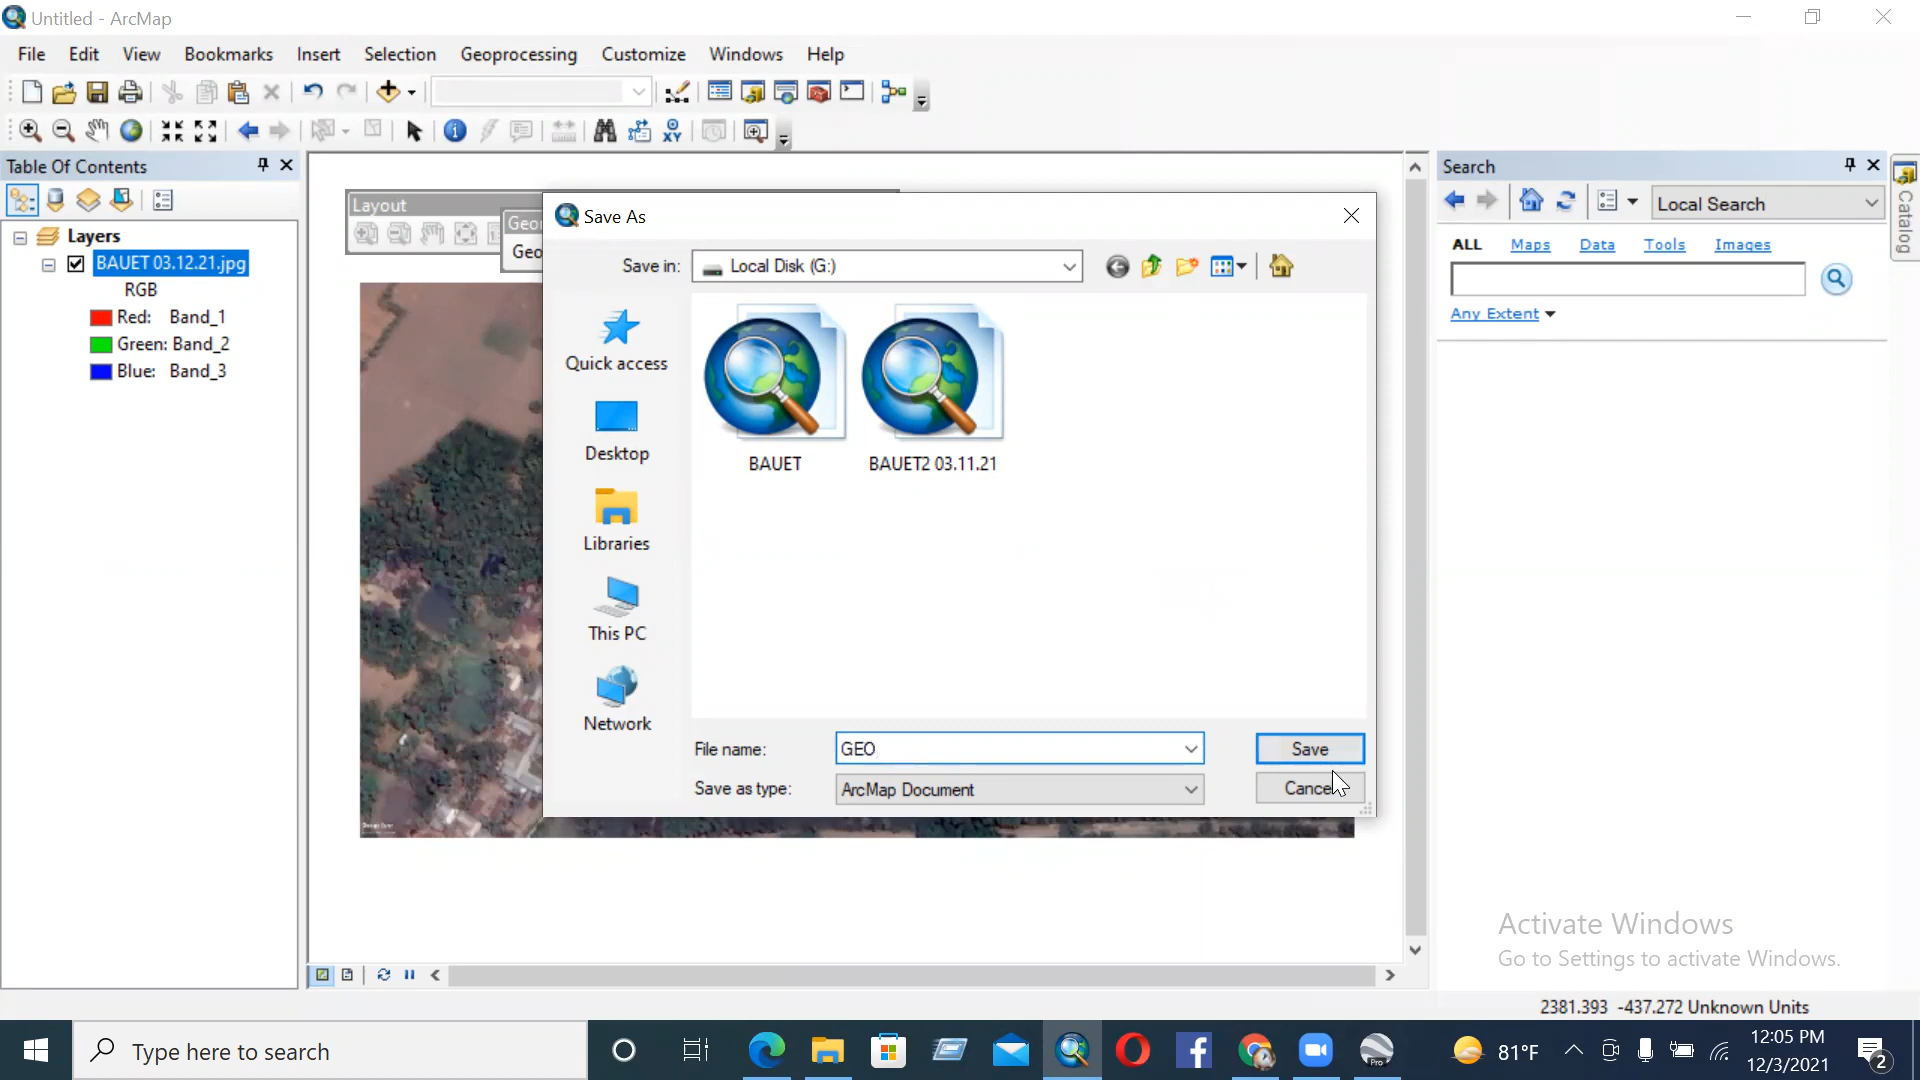 Untitled - ArcMap
File Edit View Bookmarks Insert Selection Geoprocessing Customize Windows Help
XY
Table Of Contents
Layers
BAUET 03.12.21.jpg
RGB
Red: Band_1
Green: Band_2
Blue: Band_3
Layout
Save As
Save in: Local Disk (G:)
Quick access
Desktop
Libraries
This PC
Network
BAUET
BAUET2 03.11.21
File name: GEO
Save
Save as type: ArcMap Document
Cancel
Search
Local Search
ALL Maps Data Tools Images
Any Extent
Catalog
Activate Windows
Go to Settings to activate Windows.
2381.393 -437.272 Unknown Units
Type here to search
Pro
81°F
12:05 PM
12/3/2021
2